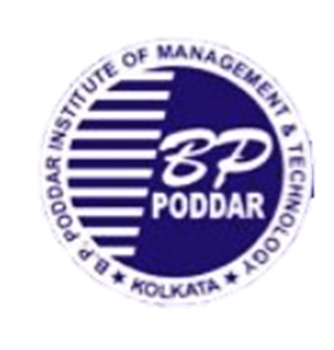 B.P. PODDAR INSTITUTE OF MANAGEMENT & TECHNOLOGY
BP
PODDAR
★ KOLKATA ★